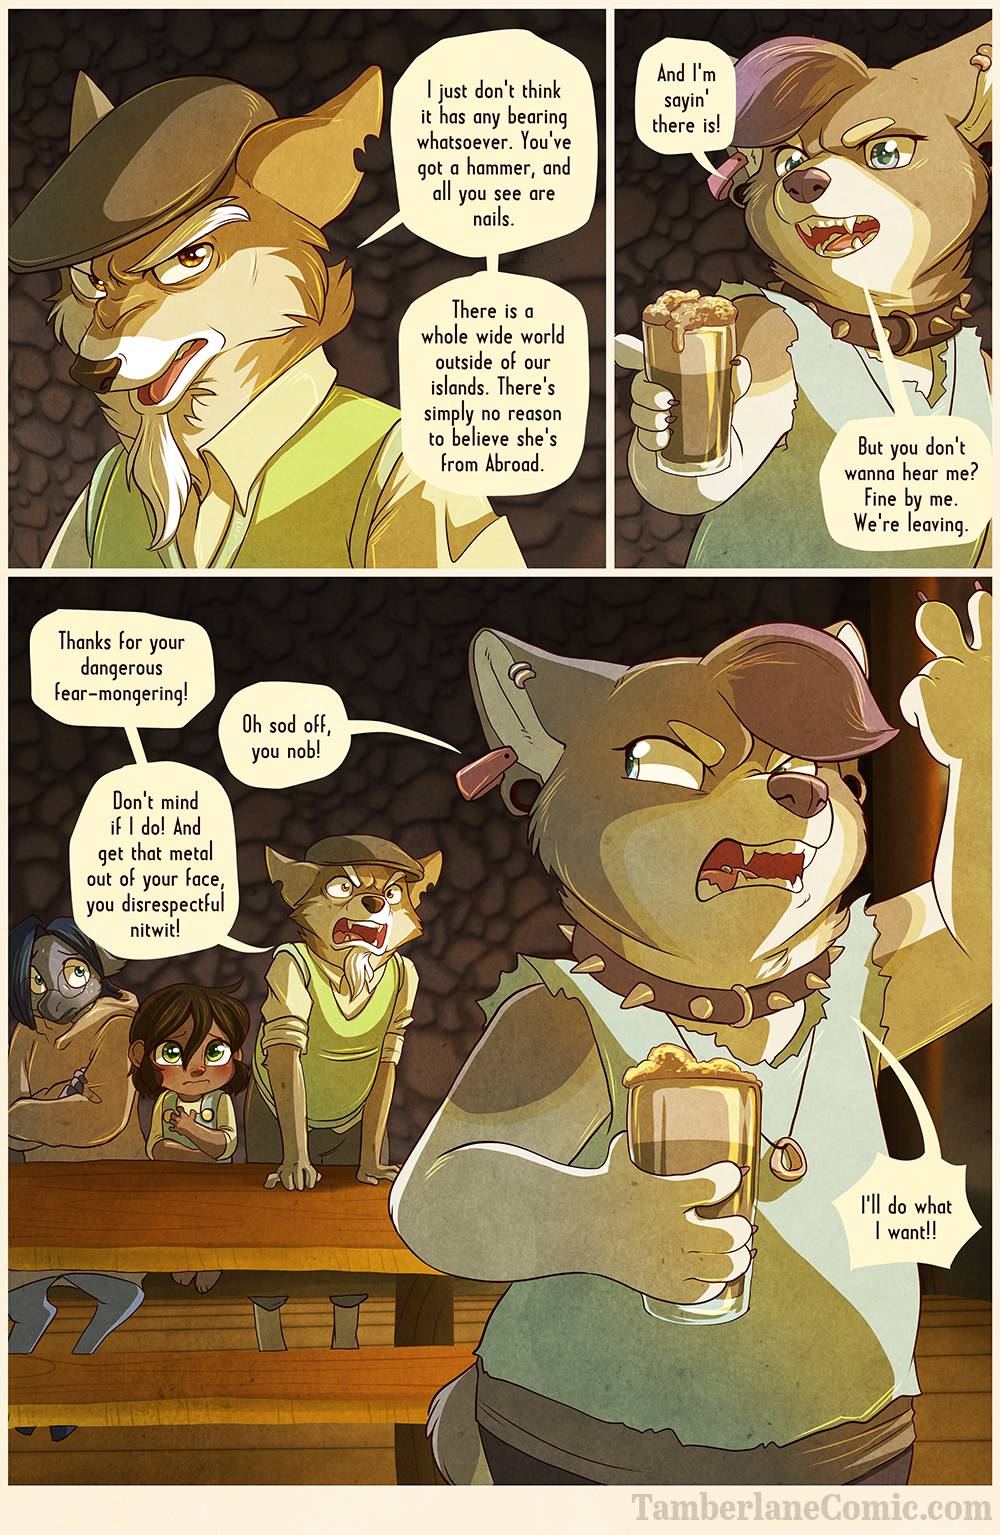 I just don't think
it has any bearing
whatsoever. You've
got a hammer, and
all you see are
nails.
There is a
whole wide world
outside of our
islands. There's
simply no reason
to believe she's
from Abroad.
And I'm
sayin'
there is!
But you don't
wanna hear me?
Fine by me.
We're leaving.
Thanks for your
dangerous
fear-mongering!
Oh sod off,
you nob!
Don't mind
if I do! And
get that metal
out of your face,
you disrespectful
nitwit!
I'll do what
I want!!
TamberlaneComic.com